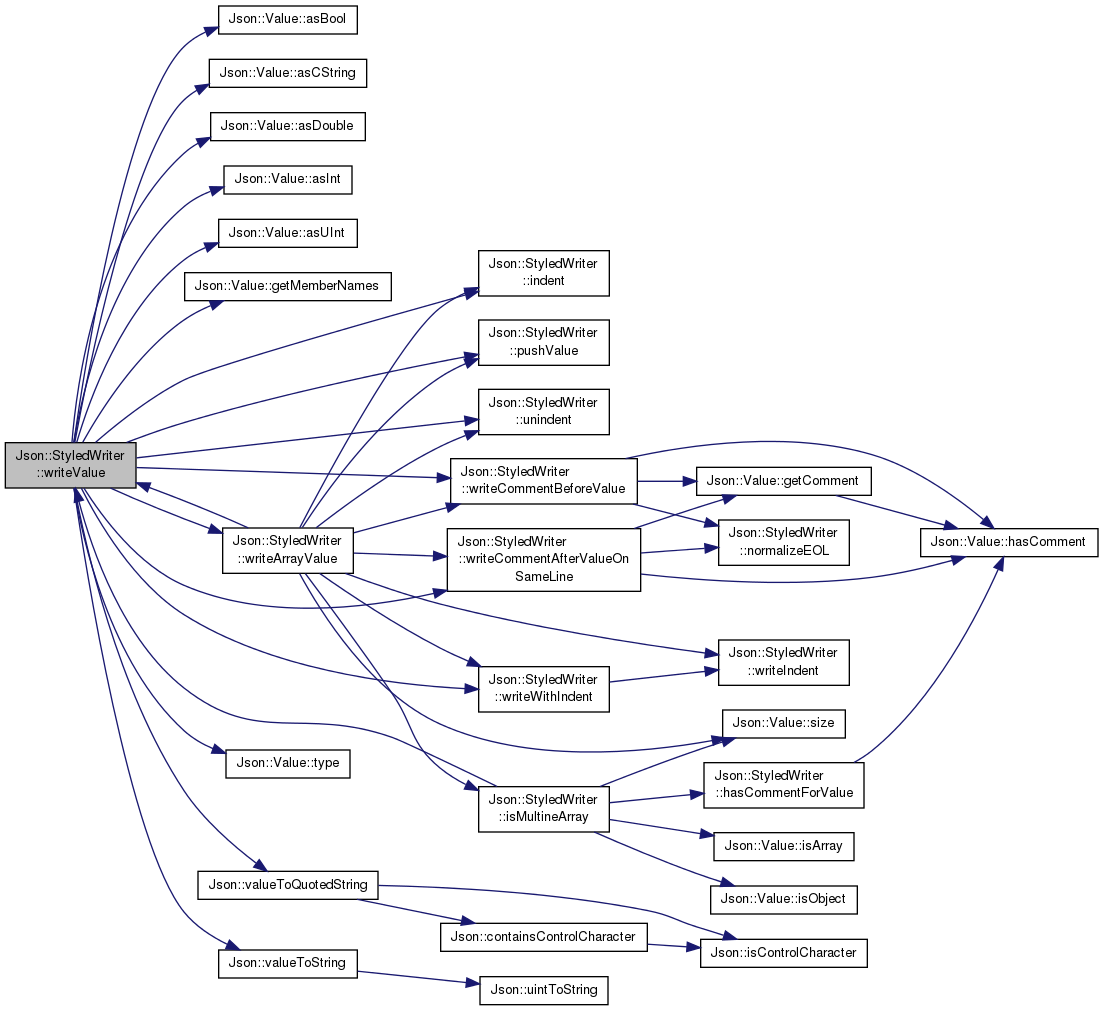 Json::Value::asBool
Json::Value::asCString
Json::Value::asDouble
Json::Value::asInt
Json::Value::asUInt
Json::Value::getMemberNames
Json::StyledWriter
::indent
Json::StyledWriter
::pushValue
Json::StyledWriter
::unindent
Json::StyledWriter
::writeValue
Json::StyledWriter
::writeCommentBeforeValue
Json::Value::getComment
Json::StyledWriter
::writeArrayValue
Json::StyledWriter
::writeCommentAfterValueOn
SameLine
Json::StyledWriter
::normalizeEOL
Json::Value::hasComment
Json::StyledWriter
::writeIndent
Json::StyledWriter
::writeWithIndent
Json::Value::size
Json::Value::type
Json::StyledWriter
::hasCommentForValue
Json::StyledWriter
::isMultineArray
Json::Value::isArray
Json::valueToQuotedString
Json::Value::isObject
Json::containsControlCharacter
Json::isControlCharacter
Json::valueToString
Json::uintToString